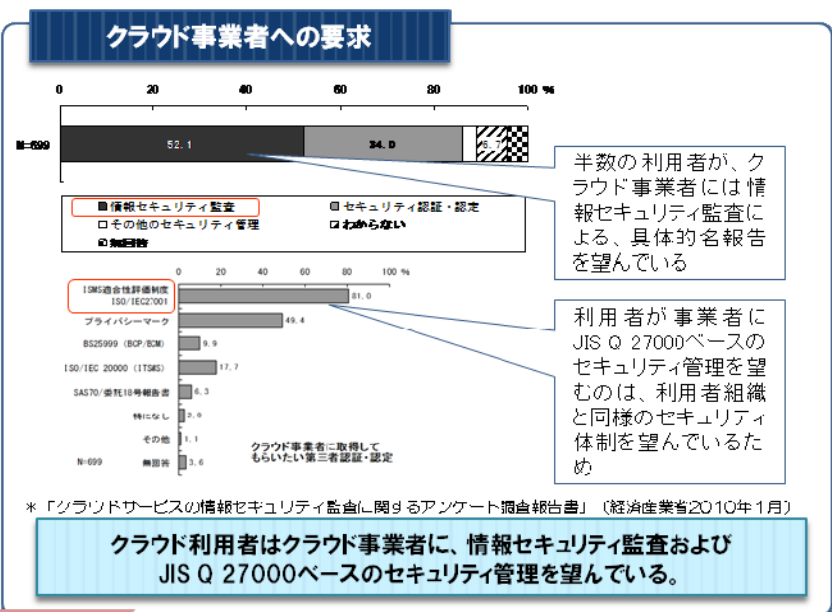 クラウド事業者への要求
0 20 40 60 80 100 %
N=699 52.1 34.0 6.7
■情報セキュリティ監査 ■セキュリティ認証・認定
□その他のセキュリティ管理 わからない
無回答
半数の利用者が、ク
ラウド事業者には情
報セキュリティ監査に
よる、具体的名報告
を望んでいる
0 20 40 60 80 100 %
ISMS適合性評価制度
ISO/IEC27001 81.0
プライバシーマーク 49.4
BS25999 (BCP/BCM) 9.9
ISO/IEC 20000 (ITSMS) 17.7
SAS70/委託18号報告書 6.3
特になし
その他 1.1
N=699 無回答 3.6
クラウド事業者に取得して
もらいたい第三者認証・認定
利用者が事業者に
JIS Q 27000ベースの
セキュリティ管理を望
むのは、利用者組織
と同様のセキュリティ
体制を望んでいるた
め
*「クラウドサービスの情報セキュリティ監査に関するアンケート調査報告書」(経済産業省2010年1月)
クラウド利用者はクラウド事業者に、情報セキュリティ監査および
JIS Q 27000ベースのセキュリティ管理を望んでいる。